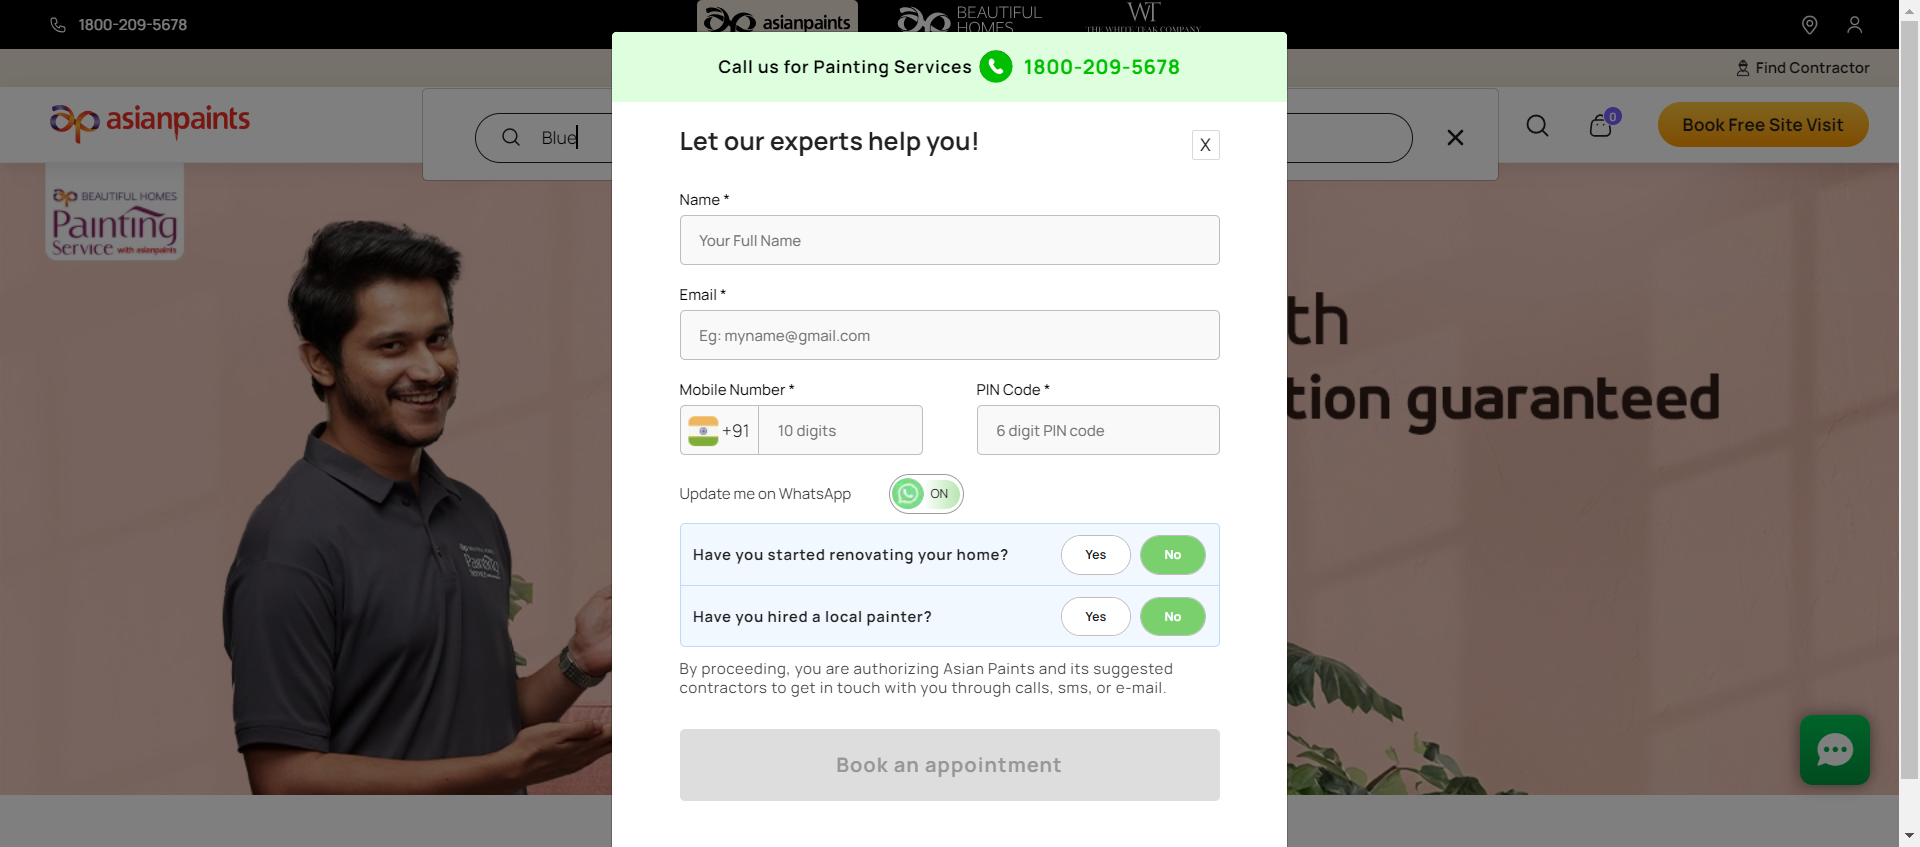 1800-209-5678
asianpaints
BEAUTIFUL
HOMES
WT
THE WHITE TEAK COMPANY
Call us for Painting Services 1800-209-5678
Find Contractor
asianpaints
Blue
0
Book Free Site Visit
Let our experts help you!
X
BEAUTIFUL HOMES
Painting
Service with asianpaints
Name *
Your Full Name
Email *
Eg: myname@gmail.com
th
tion guaranteed
Mobile Number *
PIN Code *
+91
10 digits
6 digit PIN code
Update me on WhatsApp
ON
Have you started renovating your home?
Yes
No
Have you hired a local painter?
Yes
No
By proceeding, you are authorizing Asian Paints and its suggested
contractors to get in touch with you through calls, sms, or e-mail.
Book an appointment